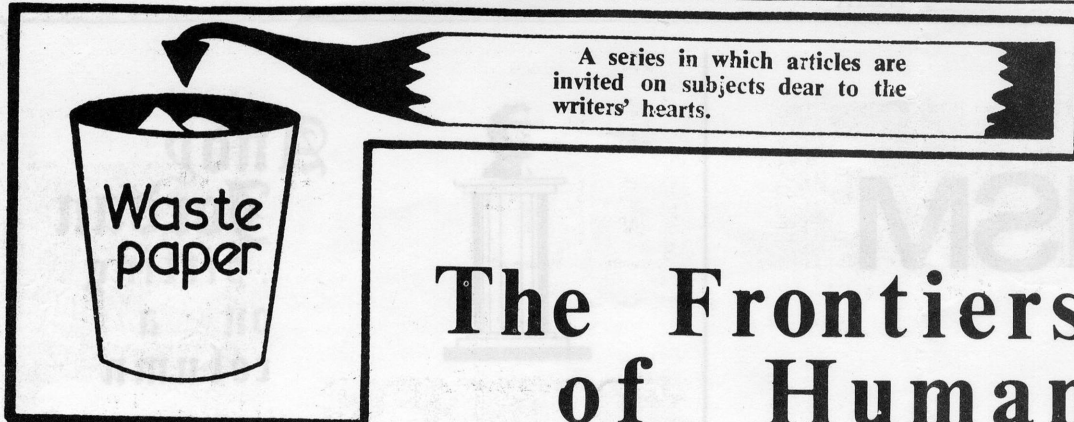 A series in which articles are
invited on subjects dear to the
writers' hearts.
Waste
paper
The Frontiers
of Human